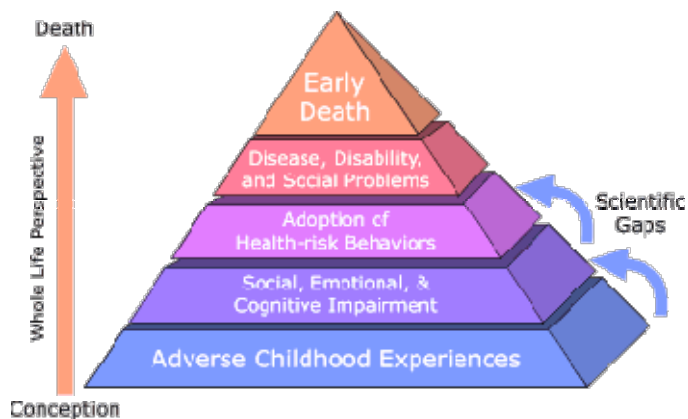 Death
Early
Death
Disease, Disability,
and Social Problems
Adoption of
Health-risk Behaviors
Social, Emotional, &
Cognitive Impairment
Adverse Childhood Experiences
Scientific
Gaps
Whole Life Perspective
Conception